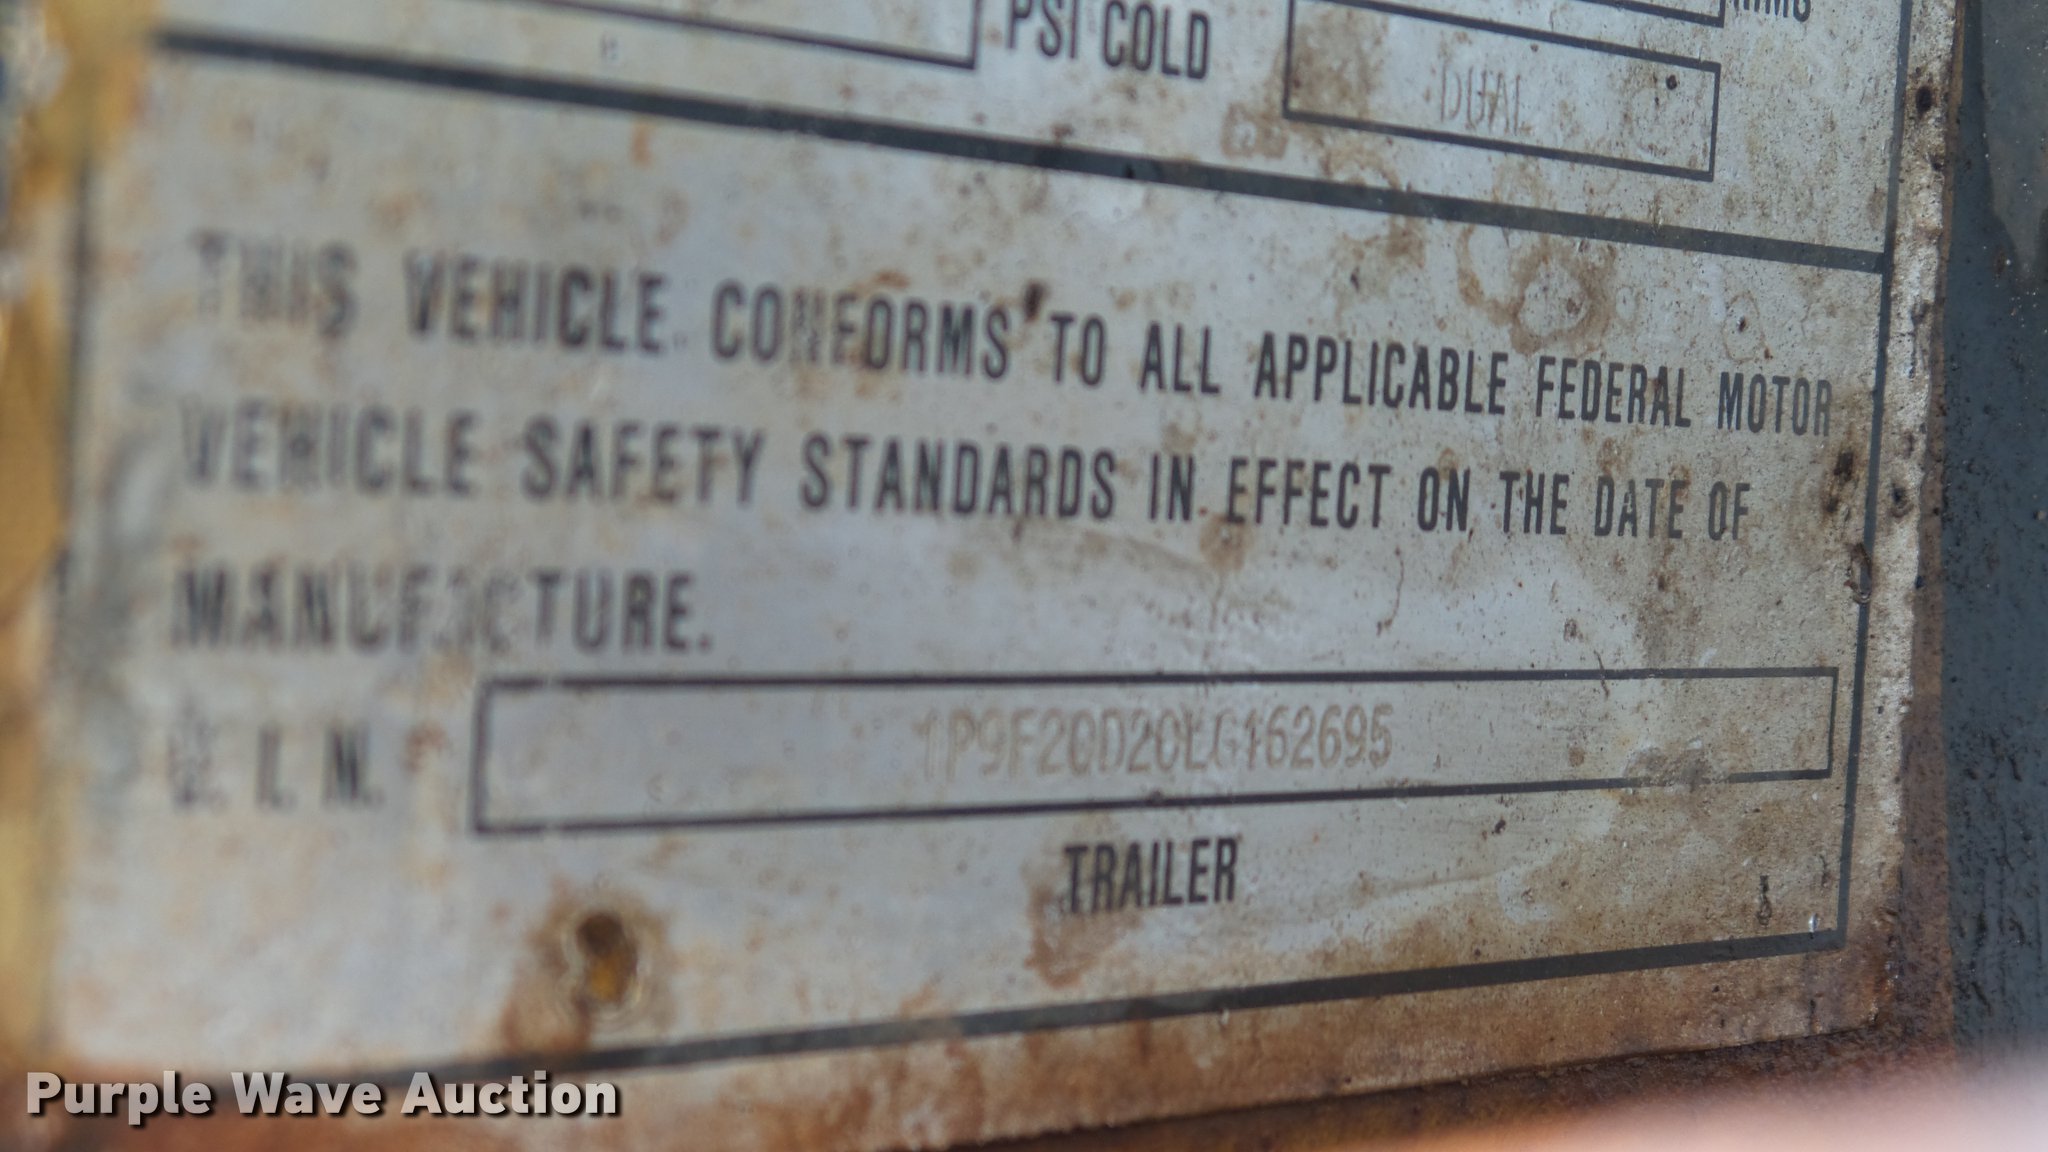 PSI COLD
DUAL
THIS VEHICLE CONFORMS TO ALL APPLICABLE FEDERAL MOTOR
VEHICLE SAFETY STANDARDS IN EFFECT ON THE DATE OF
MANUFACTURE.
V. I. N. 1P9F20D20LG162695
TRAILER
Purple Wave Auction